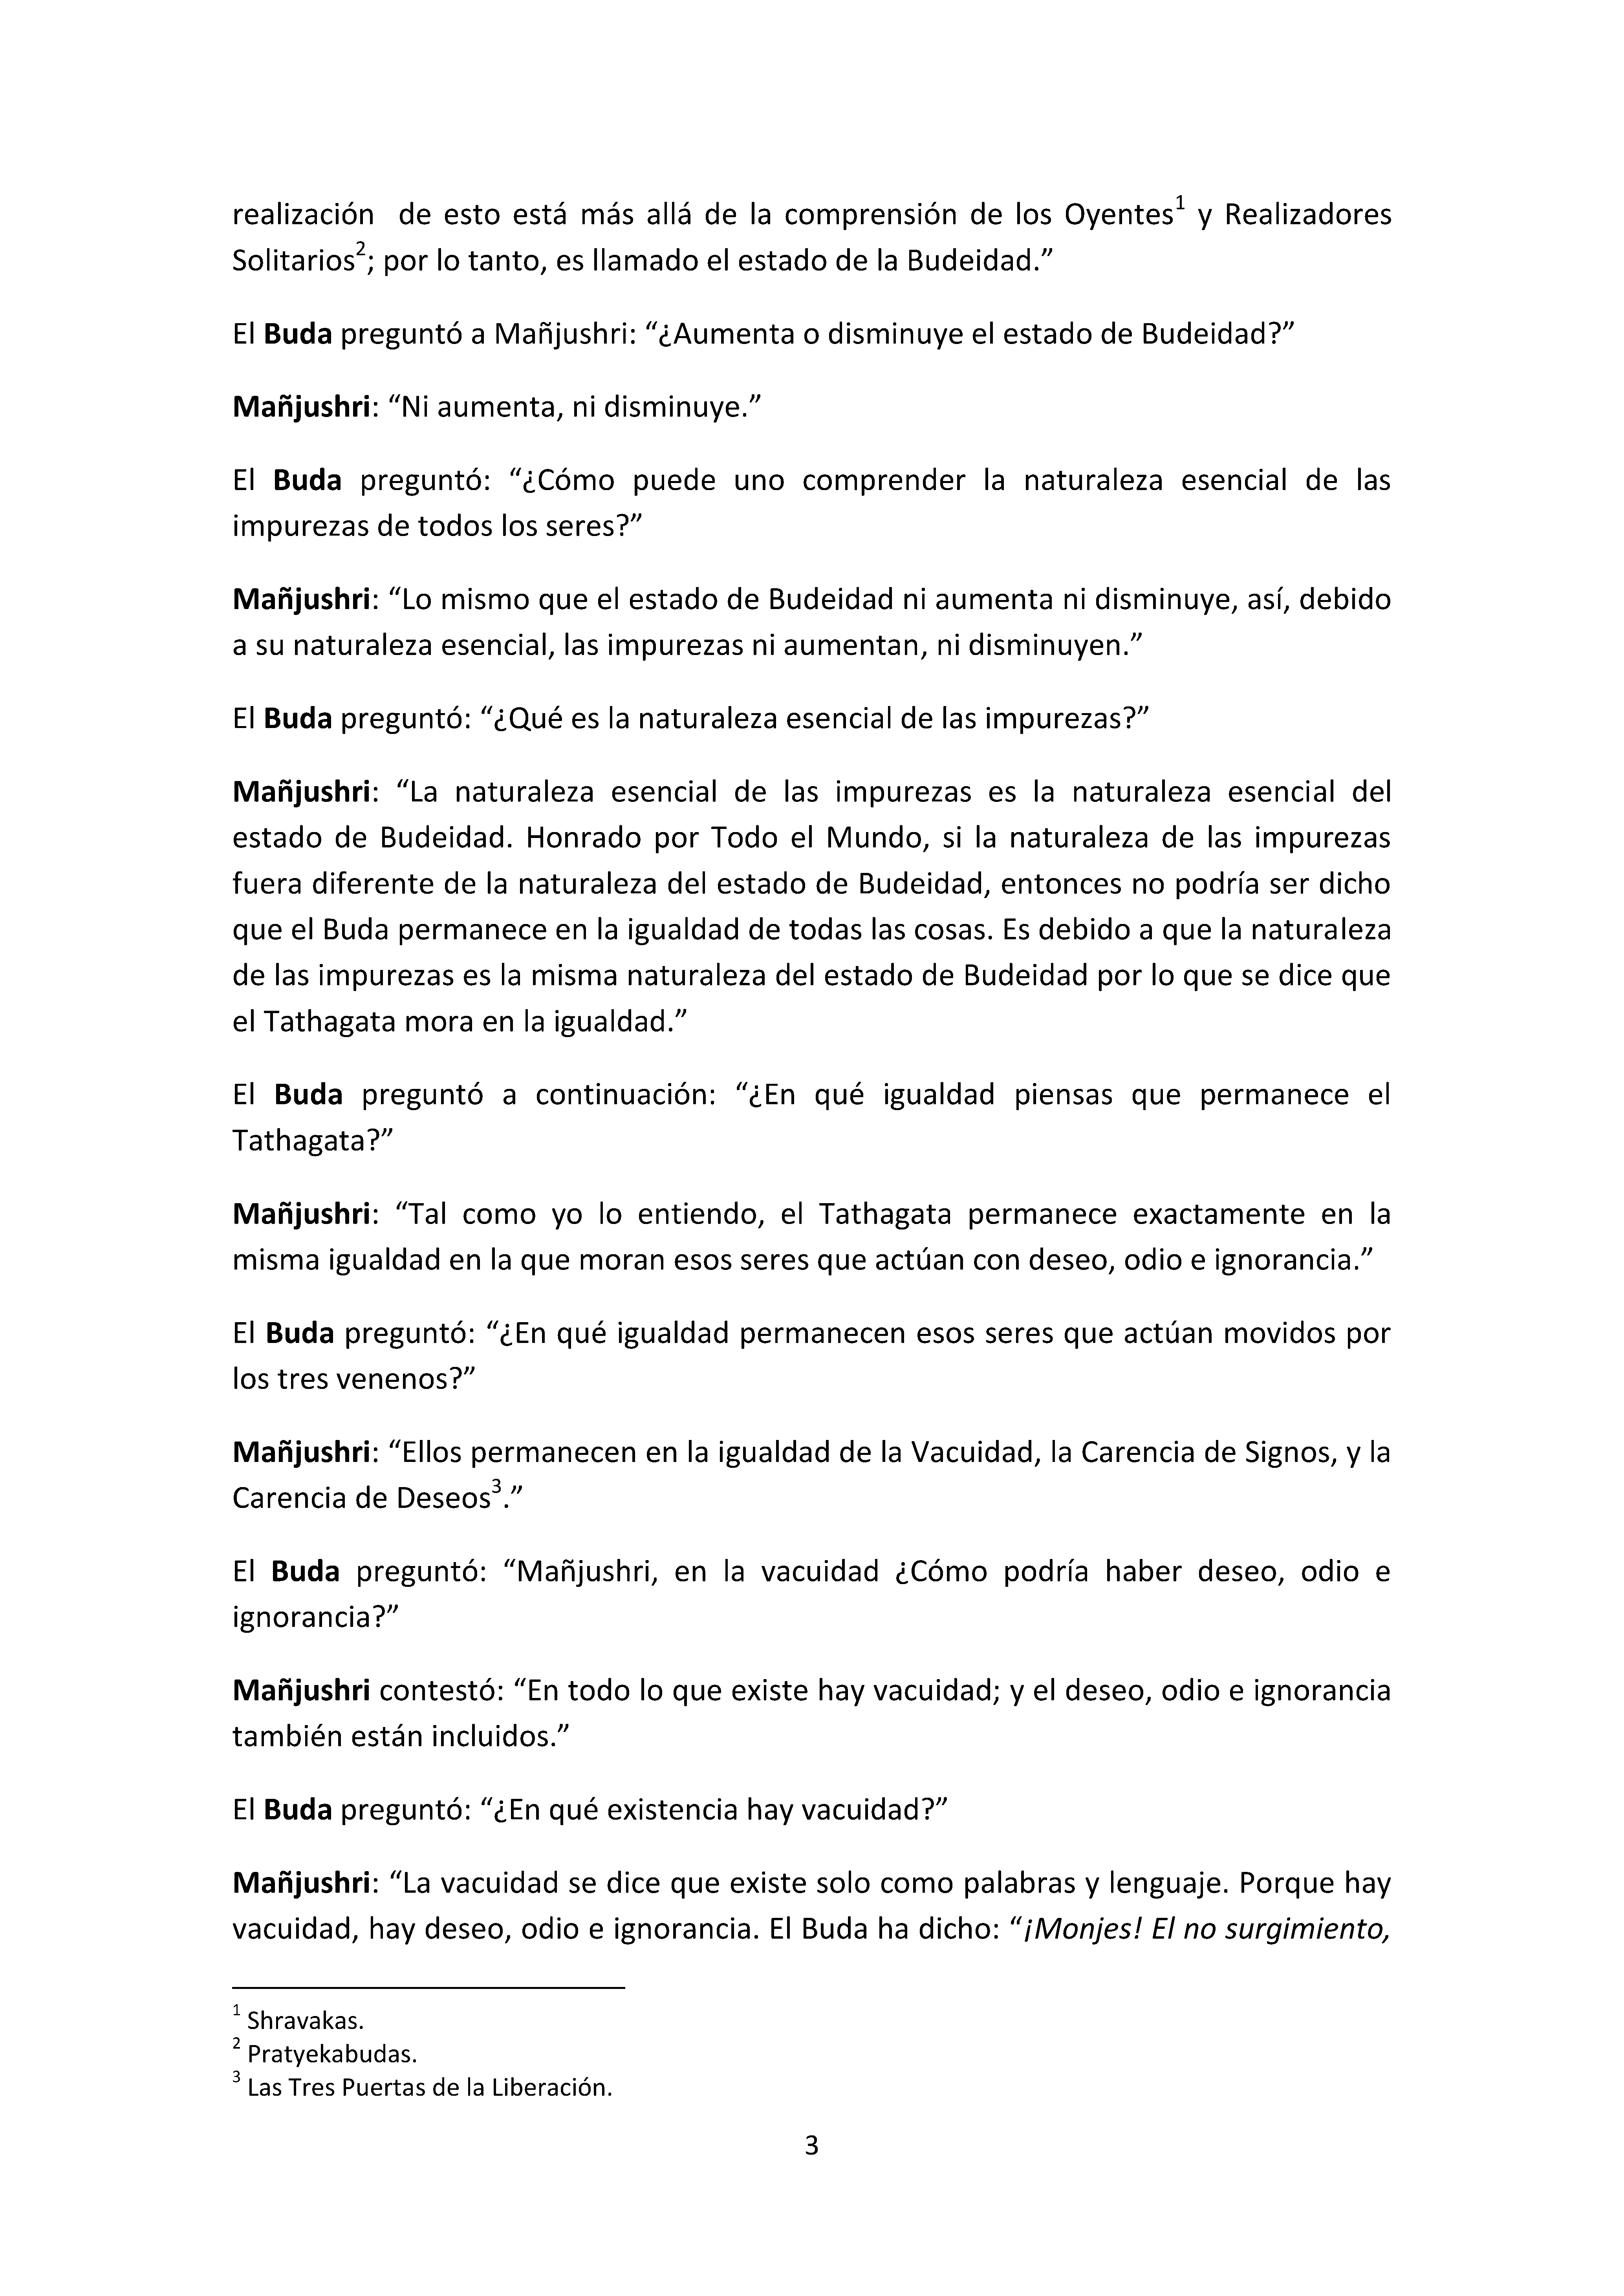 realización de esto está más allá de la comprensión de los Oyentes1 y Realizadores
Solitarios2; por lo tanto, es llamado el estado de la Budeidad.”
El Buda preguntó a Mañjushri: “¿Aumenta o disminuye el estado de Budeidad?”
Mañjushri: “Ni aumenta, ni disminuye.”
El Buda preguntó: “¿Cómo puede uno comprender la naturaleza esencial de las
impurezas de todos los seres?”
Mañjushri: “Lo mismo que el estado de Budeidad ni aumenta ni disminuye, así, debido
a su naturaleza esencial, las impurezas ni aumentan, ni disminuyen.”
El Buda preguntó: “¿Qué es la naturaleza esencial de las impurezas?”
Mañjushri: “La naturaleza esencial de las impurezas es la naturaleza esencial del
estado de Budeidad. Honrado por Todo el Mundo, si la naturaleza de las impurezas
fuera diferente de la naturaleza del estado de Budeidad, entonces no podría ser dicho
que el Buda permanece en la igualdad de todas las cosas. Es debido a que la naturaleza
de las impurezas es la misma naturaleza del estado de Budeidad por lo que se dice que
el Tathagata mora en la igualdad.”
El Buda preguntó a continuación: “¿En qué igualdad piensas que permanece el
Tathagata?”
Mañjushri: “Tal como yo lo entiendo, el Tathagata permanece exactamente en la
misma igualdad en la que moran esos seres que actúan con deseo, odio e ignorancia.”
El Buda preguntó: “¿En qué igualdad permanecen esos seres que actúan movidos por
los tres venenos?”
Mañjushri: “Ellos permanecen en la igualdad de la Vacuidad, la Carencia de Signos, y la
Carencia de Deseos3.”
El Buda preguntó: “Mañjushri, en la vacuidad ¿Cómo podría haber deseo, odio e
ignorancia?”
Mañjushri contestó: “En todo lo que existe hay vacuidad; y el deseo, odio e ignorancia
también están incluidos.”
El Buda preguntó: “¿En qué existencia hay vacuidad?”
Mañjushri: “La vacuidad se dice que existe solo como palabras y lenguaje. Porque hay
vacuidad, hay deseo, odio e ignorancia. El Buda ha dicho: “¡Monjes! El no surgimiento,
1 Shravakas.
2 Pratyekabudas.
3 Las Tres Puertas de la Liberación.
3